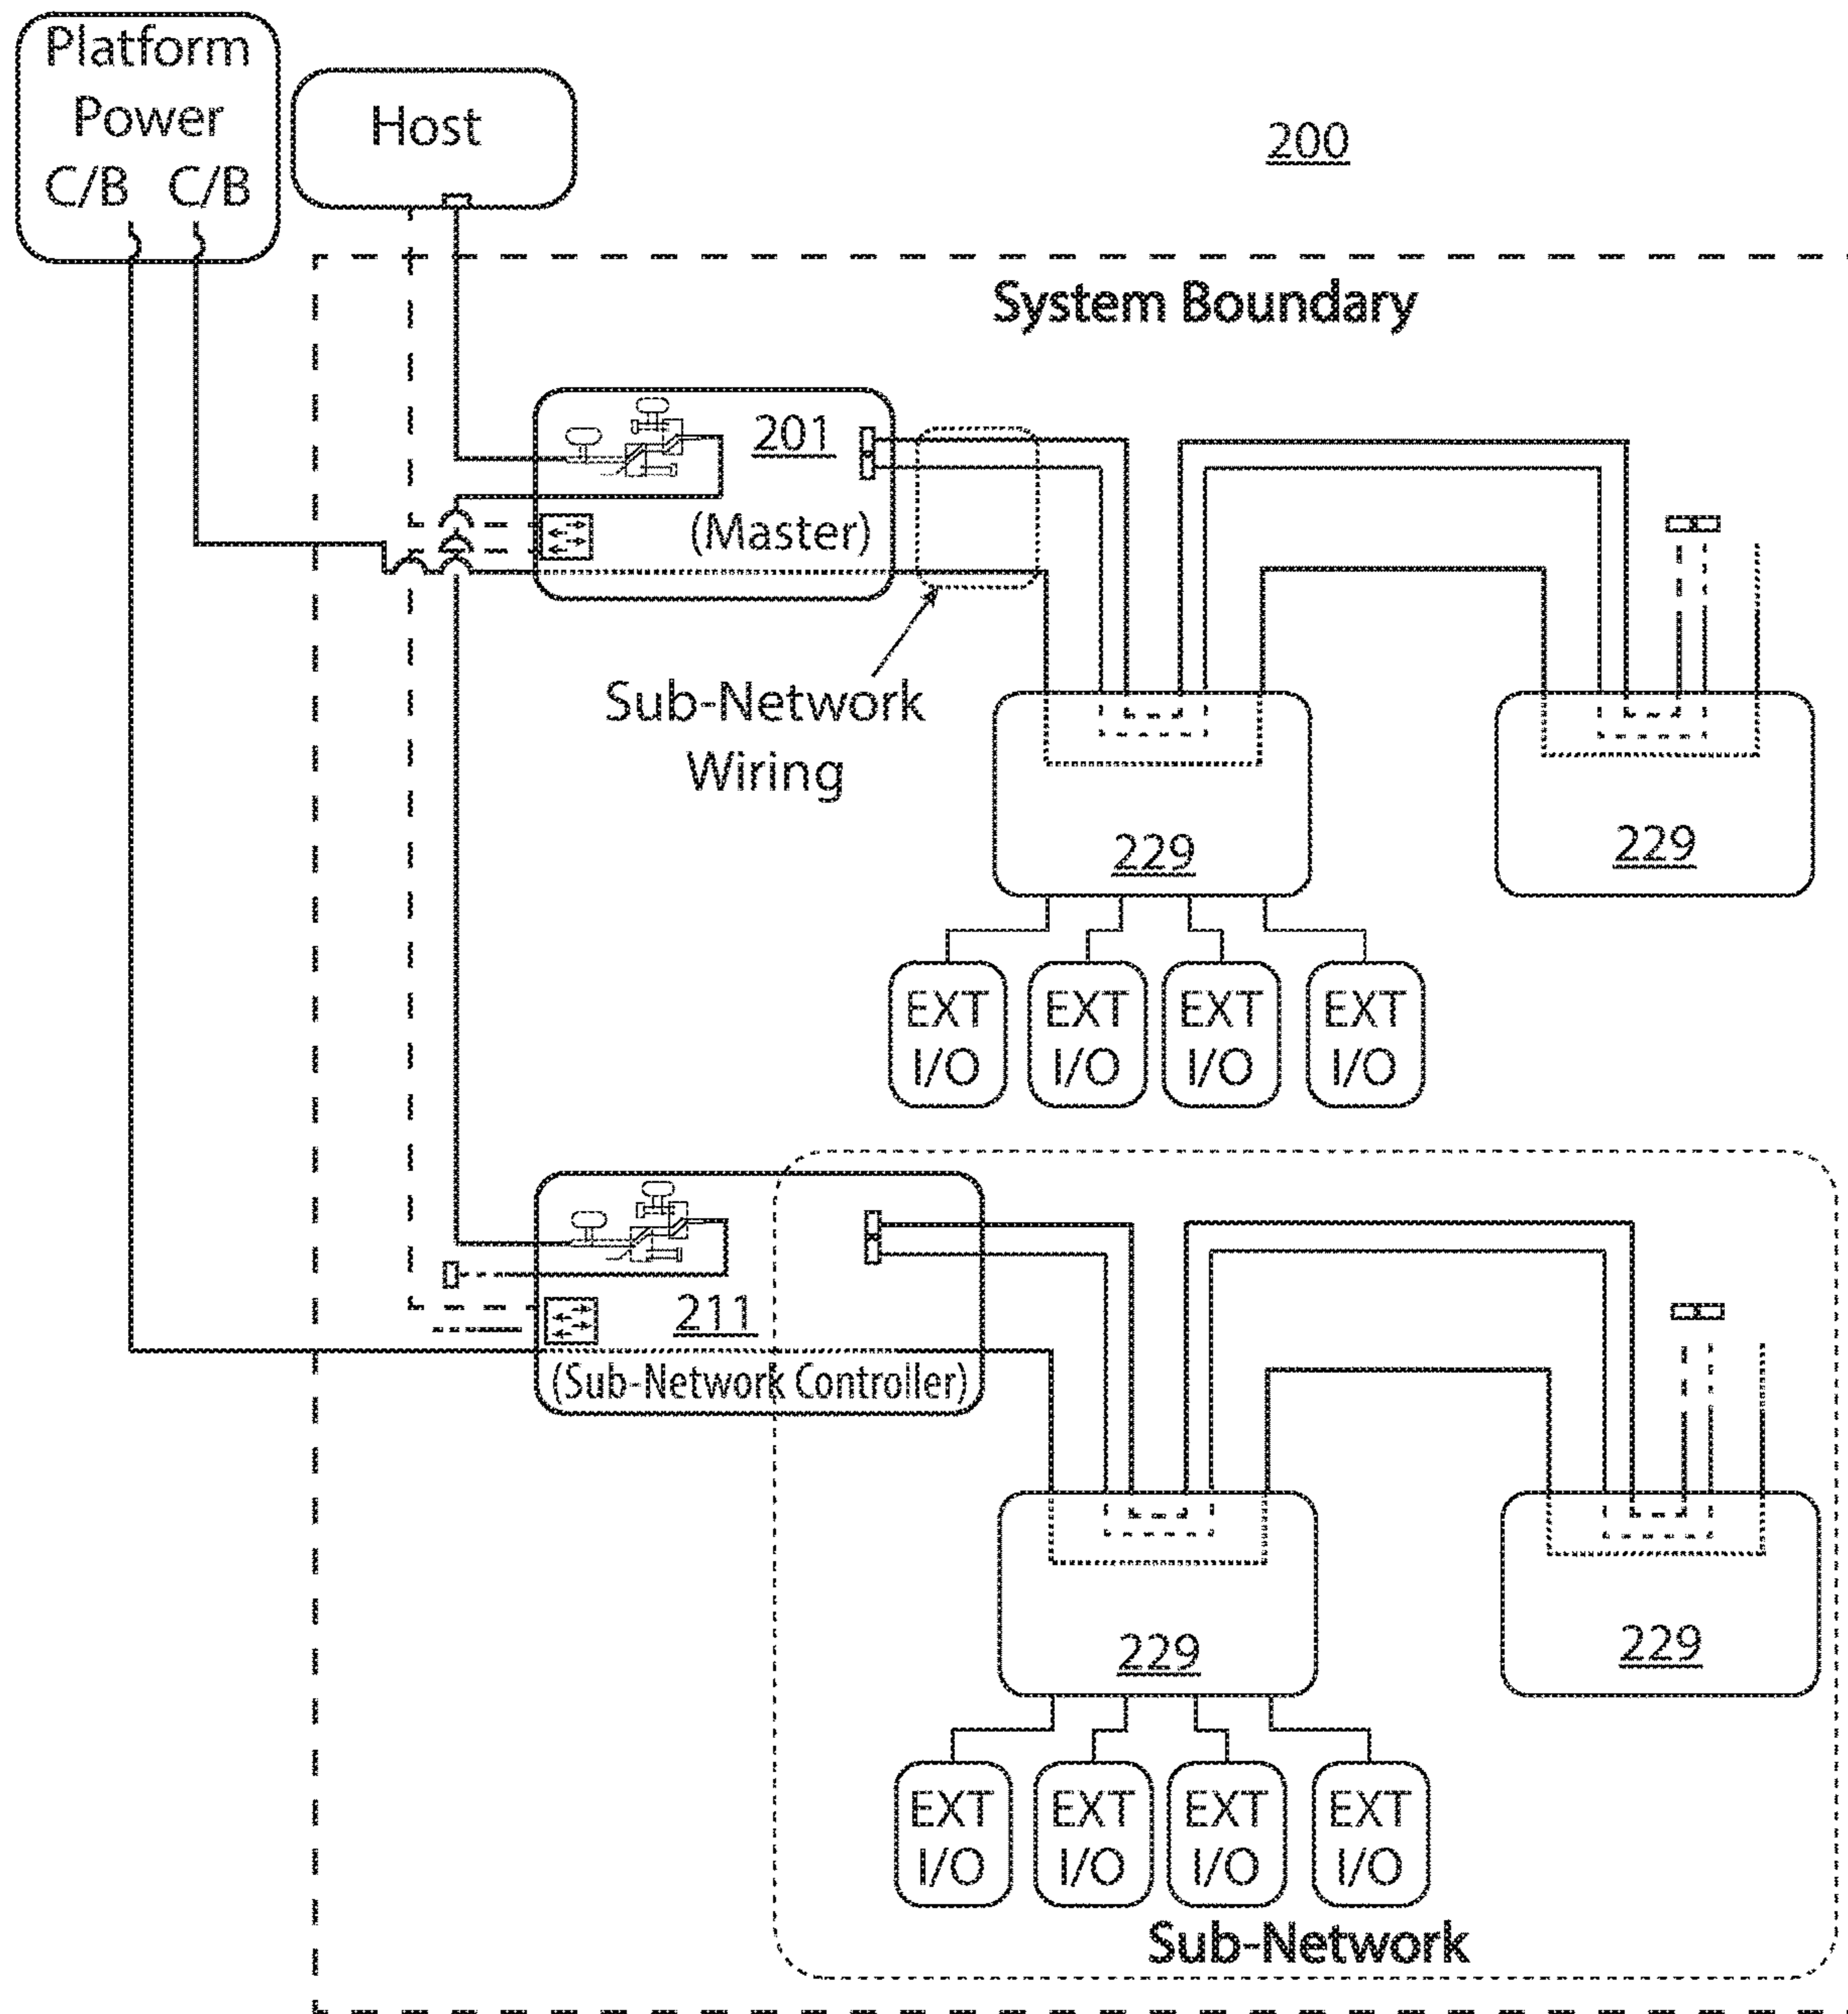 Platform
Power
C/B C/B
Host
200
System Boundary
201
(Master)
Sub-Network
Wiring
229
229
EXT
I/O
EXT
I/O
EXT
I/O
EXT
I/O
211
(Sub-Network Controller)
229
229
EXT
I/O
EXT
I/O
EXT
I/O
EXT
I/O
Sub-Network